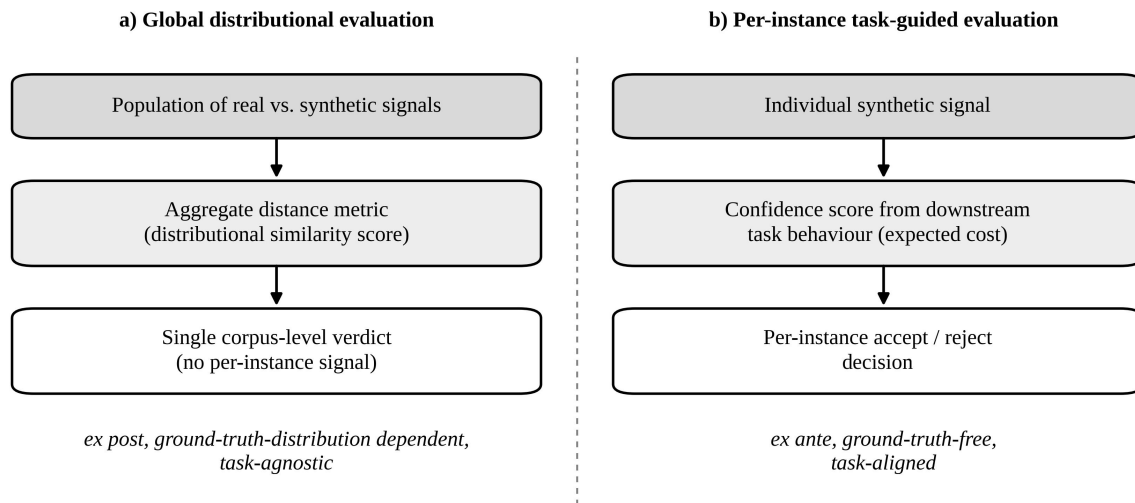 a) Global distributional evaluation
Population of real vs. synthetic signals
Aggregate distance metric
(distributional similarity score)
Single corpus-level verdict
(no per-instance signal)
ex post, ground-truth-distribution dependent,
task-agnostic
b) Per-instance task-guided evaluation
Individual synthetic signal
Confidence score from downstream
task behaviour (expected cost)
Per-instance accept / reject
decision
ex ante, ground-truth-free,
task-aligned